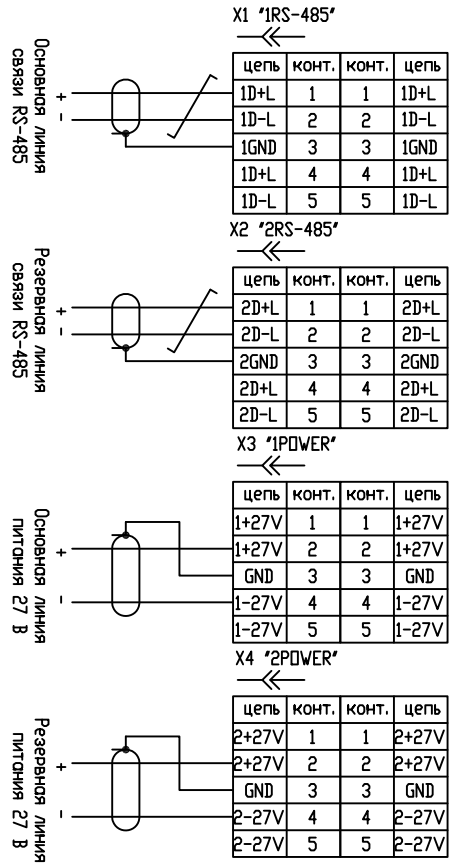 X1 "1RS-485"
цепь конт. конт. цепь
1D+L 1 1 1D+L
1D-L 2 2 1D-L
1GND 3 3 1GND
1D+L 4 4 1D+L
1D-L 5 5 1D-L
Основная линия
связи RS-485
+
-
X2 "2RS-485"
цепь конт. конт. цепь
2D+L 1 1 2D+L
2D-L 2 2 2D-L
2GND 3 3 2GND
2D+L 4 4 2D+L
2D-L 5 5 2D-L
Резервная линия
связи RS-485
+
-
X3 "1POWER"
цепь конт. конт. цепь
1+27V 1 1 1+27V
1+27V 2 2 1+27V
GND 3 3 GND
1-27V 4 4 1-27V
1-27V 5 5 1-27V
Основная линия
питания 27 В
+
-
X4 "2POWER"
цепь конт. конт. цепь
2+27V 1 1 2+27V
2+27V 2 2 2+27V
GND 3 3 GND
2-27V 4 4 2-27V
2-27V 5 5 2-27V
Резервная линия
питания 27 В
+
-